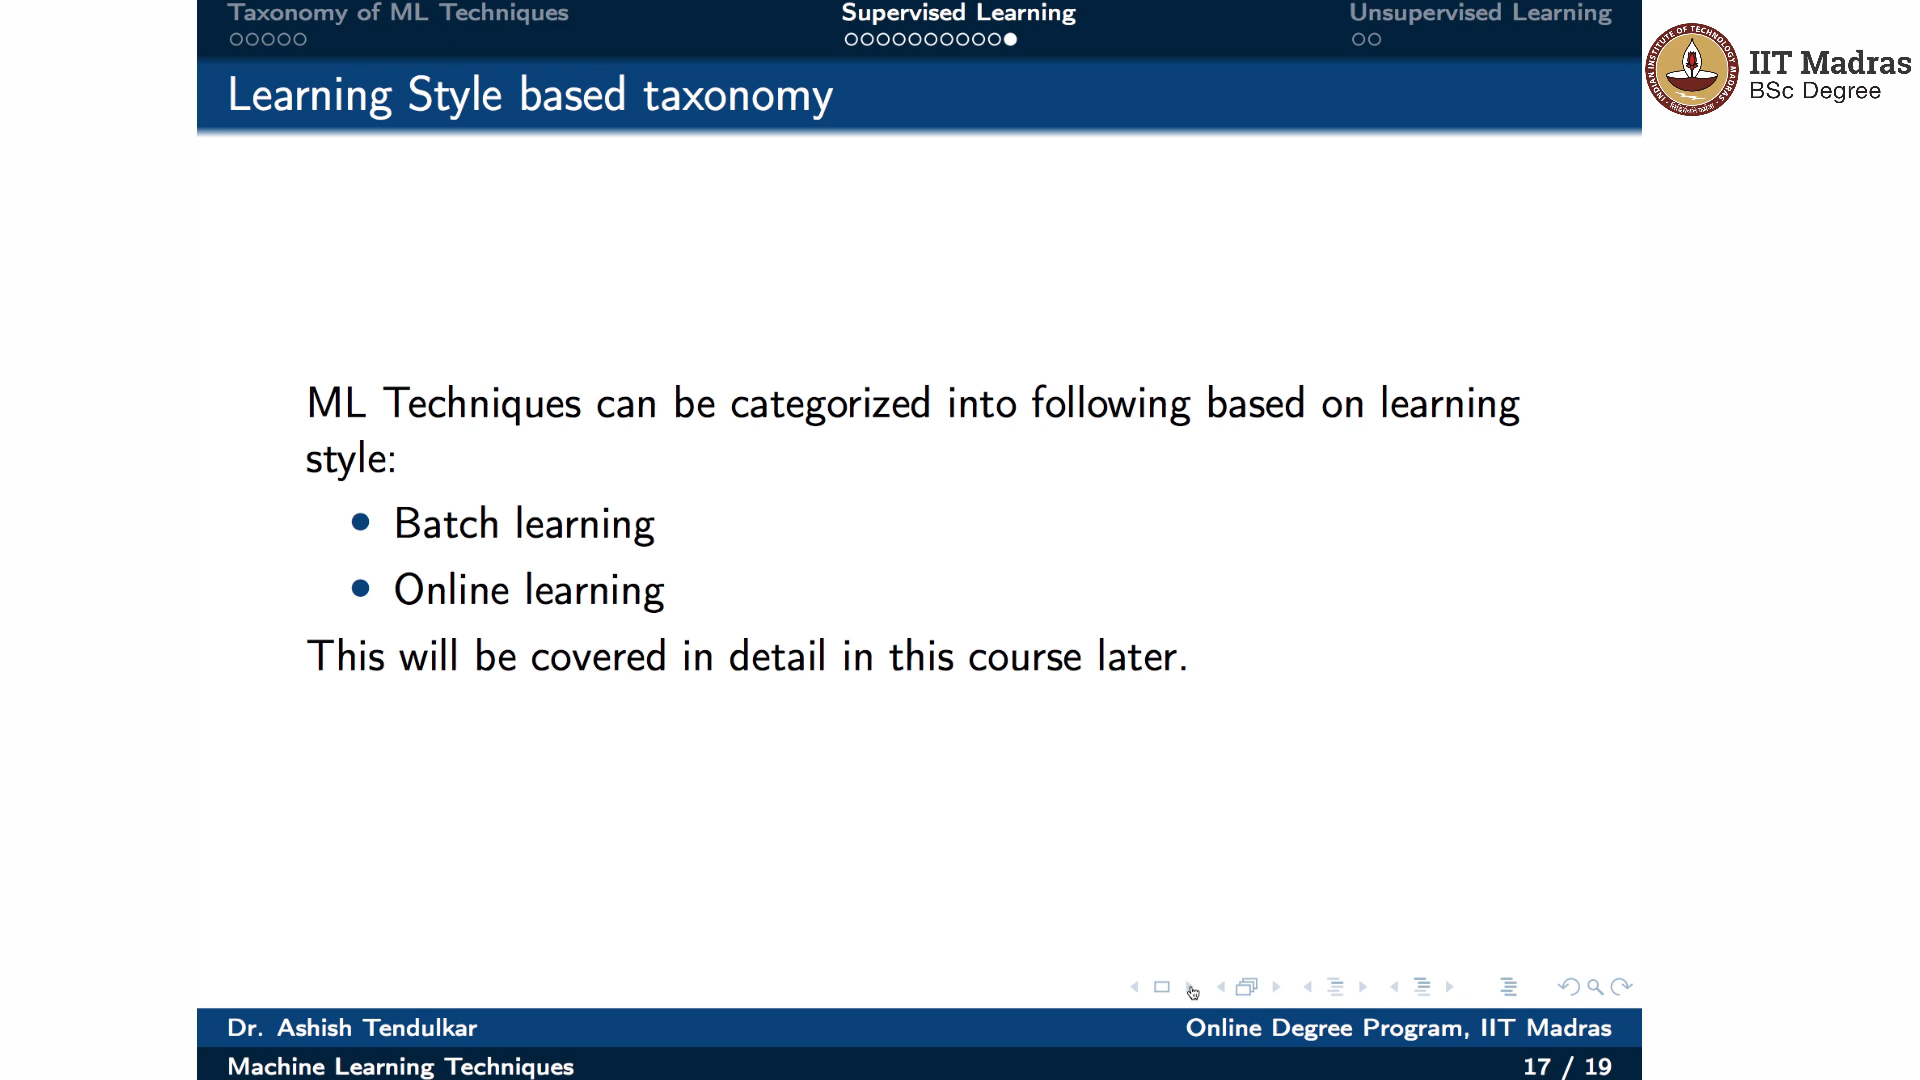 Taxonomy of ML Techniques
Supervised Learning
Unsupervised Learning
Learning Style based taxonomy
IIT Madras
BSc Degree
ML Techniques can be categorized into following based on learning
style:
• Batch learning
• Online learning
This will be covered in detail in this course later.
Dr. Ashish Tendulkar
Online Degree Program, IIT Madras
Machine Learning Techniques
17 / 19